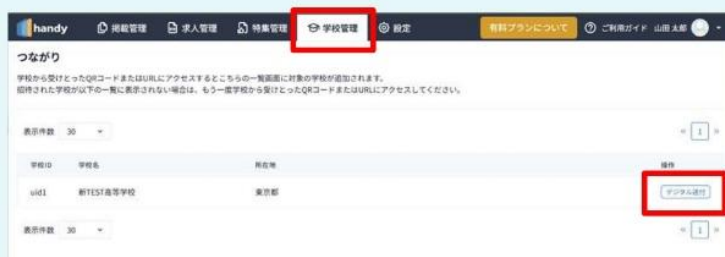 handy 掲載管理 求人管理 特集管理 学校管理 設定 有料プランについて ご利用ガイド 山田太郎
つながり
学校から受けとったQRコードまたはURLにアクセスするとこちらの一覧画面に対象の学校が追加されます。
招待された学校が以下の一覧に表示されない場合は、もう一度学校から受けとったQRコードまたはURLにアクセスしてください。
表示件数 30 « 1 »
学校ID 学校名 所在地 操作
uid1 新TEST高等学校 東京都 デジタル送付
表示件数 30 « 1 »